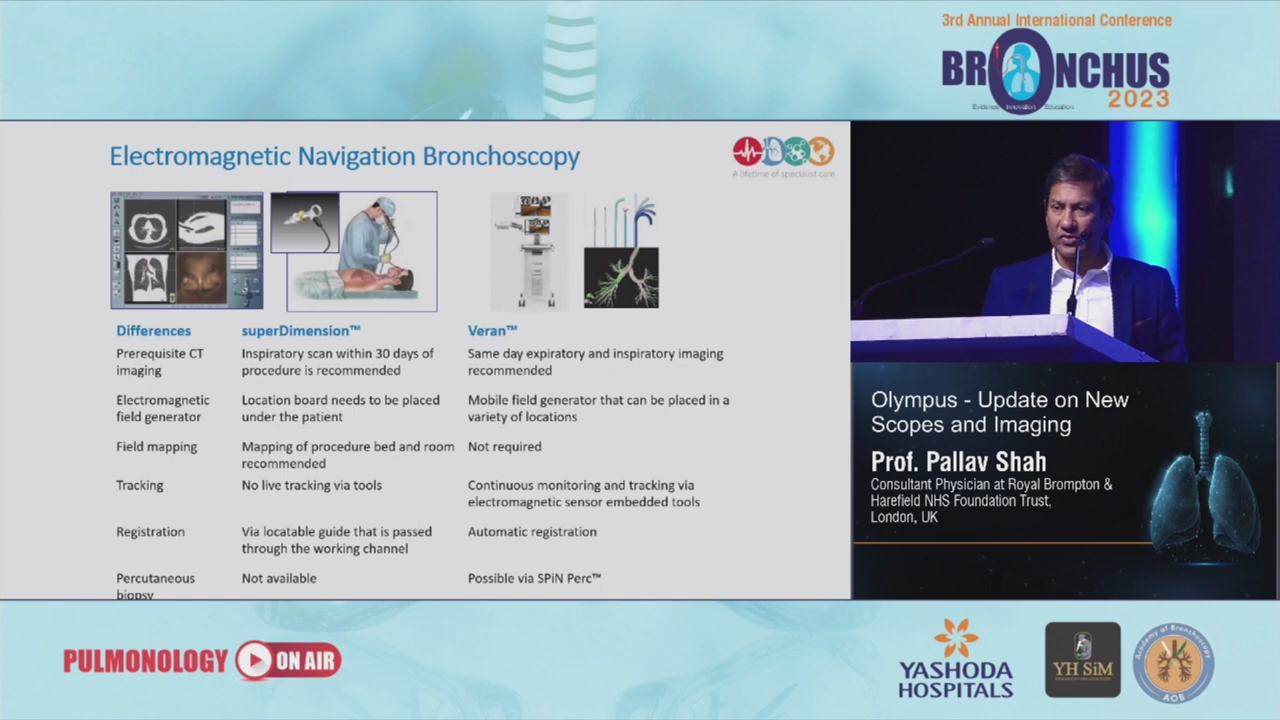 3rd Annual International Conference
BRONCHUS
2023
Evidence Innovation Education
Electromagnetic Navigation Bronchoscopy
A lifetime of specialist care
Differences superDimension™ Veran™
Prerequisite CT imaging
Inspiratory scan within 30 days of procedure is recommended
Same day expiratory and inspiratory imaging recommended
Electromagnetic field generator
Location board needs to be placed under the patient
Mobile field generator that can be placed in a variety of locations
Field mapping
Mapping of procedure bed and room recommended
Not required
Tracking
No live tracking via tools
Continuous monitoring and tracking via electromagnetic sensor embedded tools
Registration
Via locatable guide that is passed through the working channel
Automatic registration
Percutaneous biopsy
Not available
Possible via SPiN Perc™
Olympus - Update on New
Scopes and Imaging
Prof. Pallav Shah
Consultant Physician at Royal Brompton &
Harefield NHS Foundation Trust,
London, UK
PULMONOLOGY ON AIR
YASHODA
HOSPITALS
YH SiM
Academy of Bronchoscopy
AOB